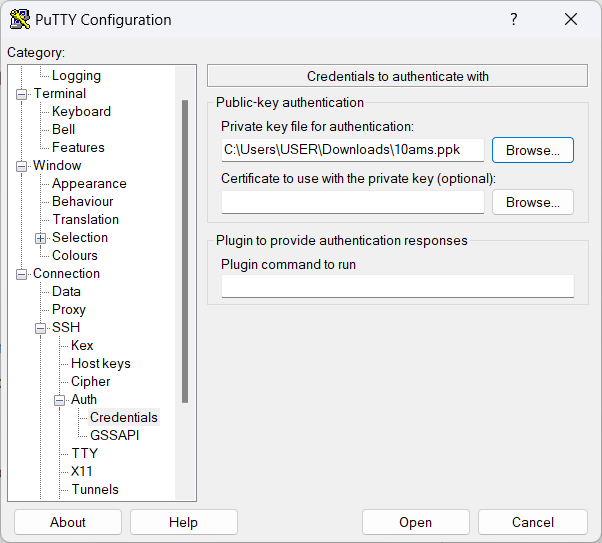 PuTTY Configuration
?
Category:
Logging
Terminal
Keyboard
Bell
Features
Window
Appearance
Behaviour
Translation
Selection
Colours
Connection
Data
Proxy
SSH
Kex
Host keys
Cipher
Auth
Credentials
GSSAPI
TTY
X11
Tunnels
Credentials to authenticate with
Public-key authentication
Private key file for authentication:
C:\Users\USER\Downloads\10ams.ppk
Browse...
Certificate to use with the private key (optional):
Browse...
Plugin to provide authentication responses
Plugin command to run
About
Help
Open
Cancel